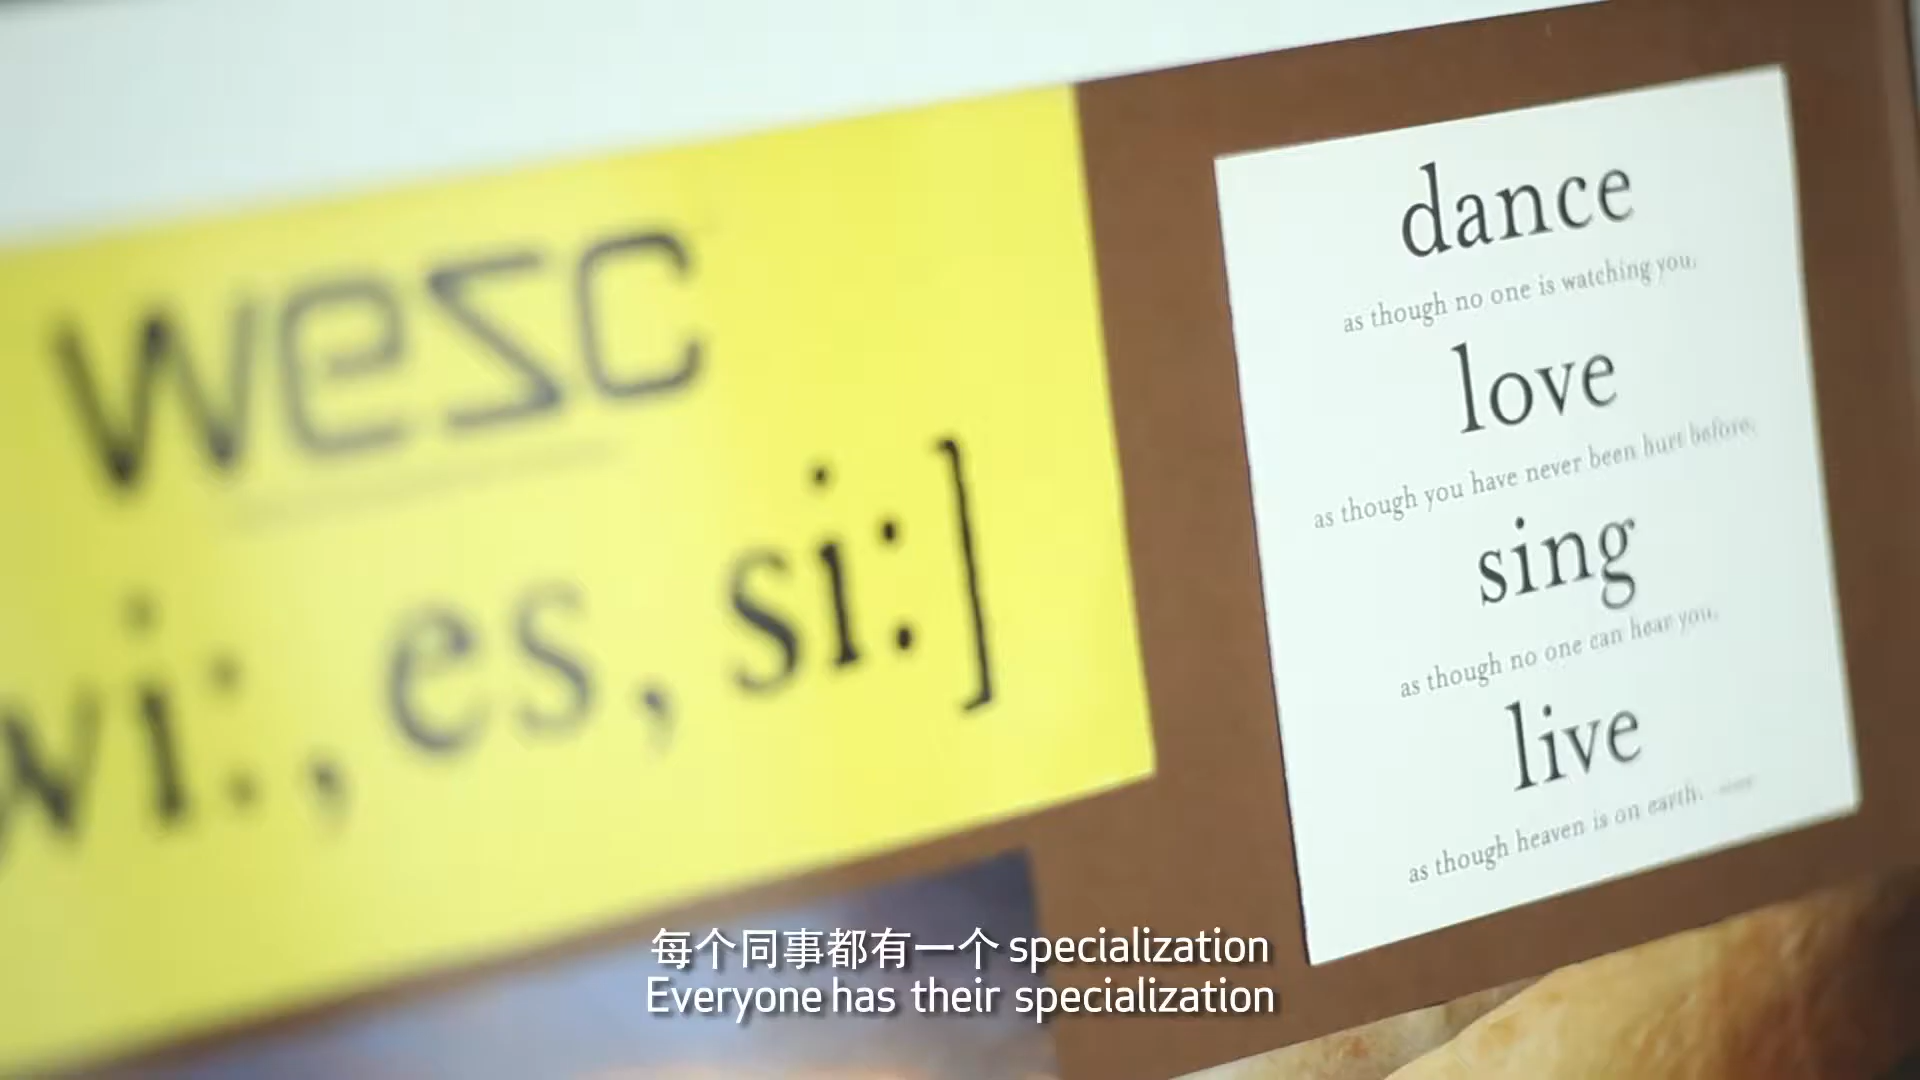 wesc
wi:, es, si:]
dance
as though no one is watching you,
love
as though you have never been hurt before,
sing
as though no one can hear you,
live
as though heaven is on earth.
每个同事都有一个 specialization
Everyone has their specialization